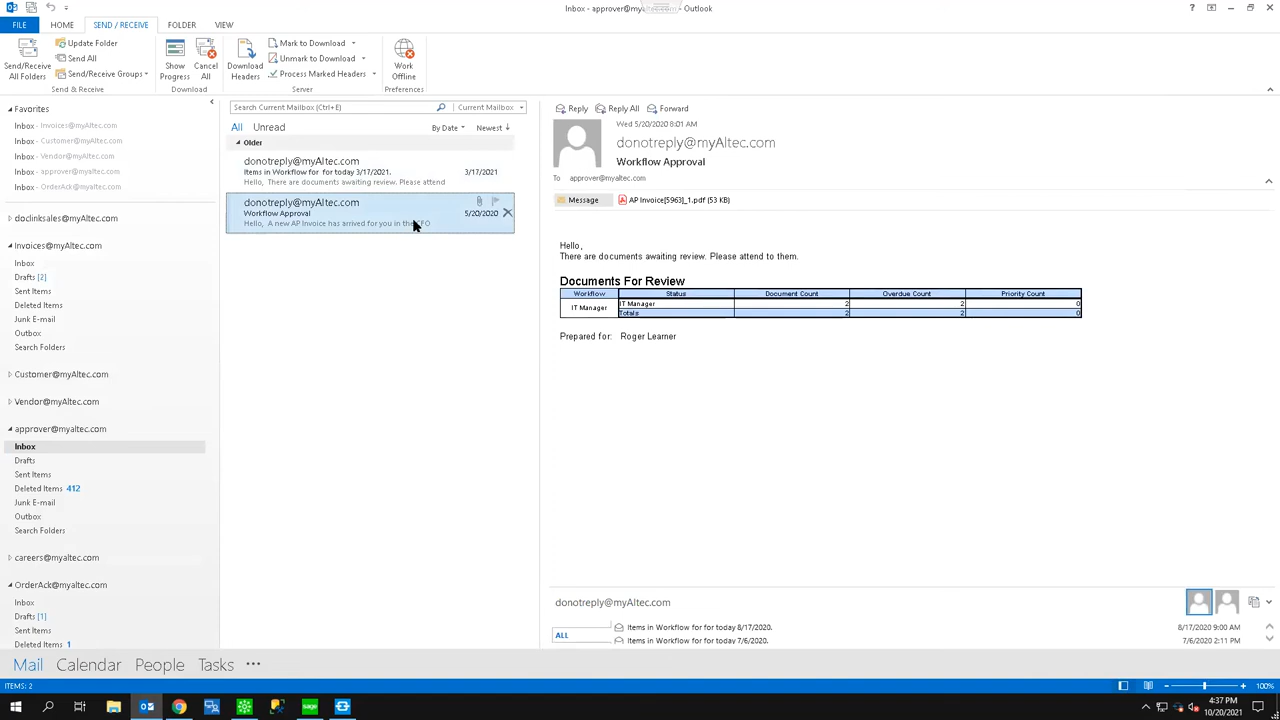 Inbox - approver@myaltec.com - Outlook
FILE
HOME
SEND / RECEIVE
FOLDER
VIEW
Send/Receive
All Folders
Update Folder
Send All
Send/Receive Groups
Send & Receive
Show
Progress
Cancel
All
Download
Download
Headers
Mark to Download
Unmark to Download
Process Marked Headers
Server
Work
Offline
Preferences
Favorites
Inbox - Invoices@myAltec.com
Inbox - Customer@myAltec.com
Inbox - Vendor@myAltec.com
Inbox - approver@myaltec.com
Inbox - OrderAck@myAltec.com
doclinksales@myAltec.com
Invoices@myAltec.com
Inbox
Drafts [2]
Sent Items
Deleted Items
Junk E-mail
Outbox
Search Folders
Customer@myAltec.com
Vendor@myAltec.com
approver@myaltec.com
Inbox
Drafts
Sent Items
Deleted Items 412
Junk E-mail
Outbox
Search Folders
careers@myaltec.com
OrderAck@myAltec.com
Inbox
Drafts [1]
Sent Items
Deleted Items 1
Search Current Mailbox (Ctrl+E)
Current Mailbox
All Unread
By Date Newest
Older
donotreply@myAltec.com
Items in Workflow for for today 3/17/2021. 3/17/2021
Hello, There are documents awaiting review. Please attend
donotreply@myAltec.com
Workflow Approval 5/20/2020
Hello, A new AP Invoice has arrived for you in the
Reply Reply All Forward
Wed 5/20/2020 8:01 AM
donotreply@myAltec.com
Workflow Approval
To approver@myaltec.com
Message AP Invoice[5963]_1.pdf (53 KB)
Hello,
There are documents awaiting review. Please attend to them.
Documents For Review
Workflow Status Document Count Overdue Count Priority Count
IT Manager IT Manager 2 2 0
Totals 2 2 0
Prepared for: Roger Learner
donotreply@myAltec.com
ALL
Items in Workflow for for today 8/17/2020. 8/17/2020 9:00 AM
Items in Workflow for for today 7/6/2020. 7/6/2020 2:11 PM
Mail Calendar People Tasks
ITEMS: 2
100%
sage
4:37 PM
10/20/2021